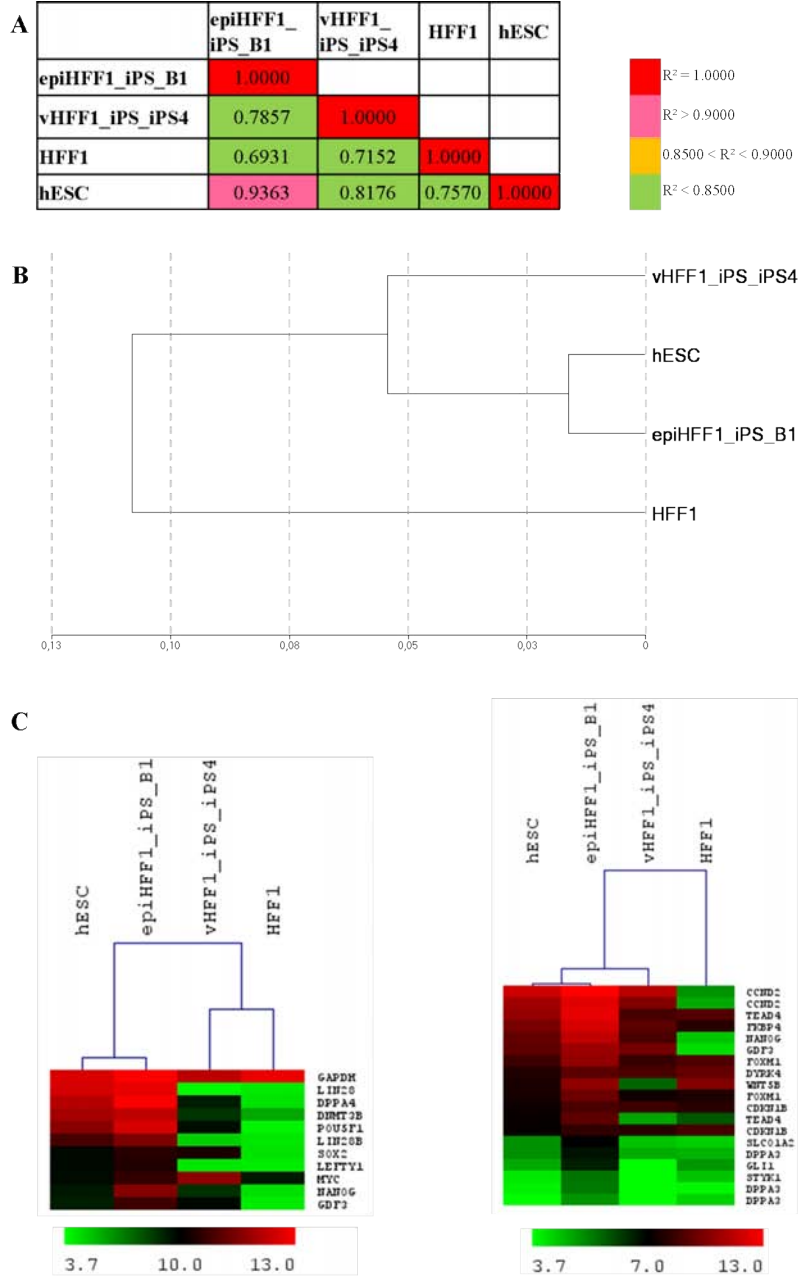 A
epiHFF1_ iPS_B1
vHFF1_ iPS_iPS4
HFF1
hESC
epiHFF1_iPS_B1 1.0000
vHFF1_iPS_iPS4 0.7857 1.0000
HFF1 0.6931 0.7152 1.0000
hESC 0.9363 0.8176 0.7570 1.0000
R² = 1.0000
R² > 0.9000
0.8500 < R² < 0.9000
R² < 0.8500
B
vHFF1_iPS_iPS4
hESC
epiHFF1_iPS_B1
HFF1
0,13 0,10 0,08 0,05 0,03 0
C
hESC
epiHFF1_iPS_B1
vHFF1_iPS_iPS4
HFF1
GAPDH
LIN28
DPPA4
DNMT3B
POU5F1
LIN28B
SOX2
LEFTY1
MYC
NANOG
GDF3
3.7 10.0 13.0
hESC
epiHFF1_iPS_B1
vHFF1_iPS_iPS4
HFF1
CCND2
CCND2
TEAD4
FKBP4
NANOG
GDF3
FOXM1
DYRK4
WNT5B
FOXM1
CDKN1B
TEAD4
CDKN1B
SLCO1A2
DPPA3
GLI1
STYK1
DPPA3
DPPA3
3.7 7.0 13.0